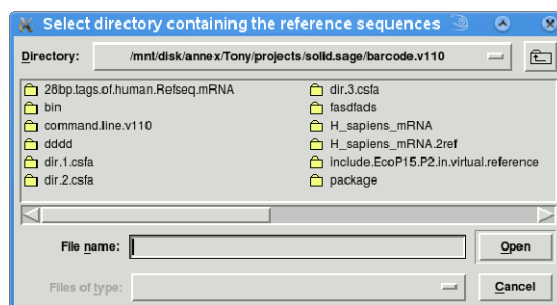 Select directory containing the reference sequences
Directory: /mnt/disk/annex/Tony/projects/solid.sage/barcode.v110
28bp.tags.of.human.Refseq.mRNA
bin
command.line.v110
dddd
dir.1.csfa
dir.2.csfa
dir.3.csfa
fasdfads
H_sapiens_mRNA
H_sapiens_mRNA.2ref
include.EcoP15.P2.in.virtual.reference
package
File name: Open
Files of type: Cancel